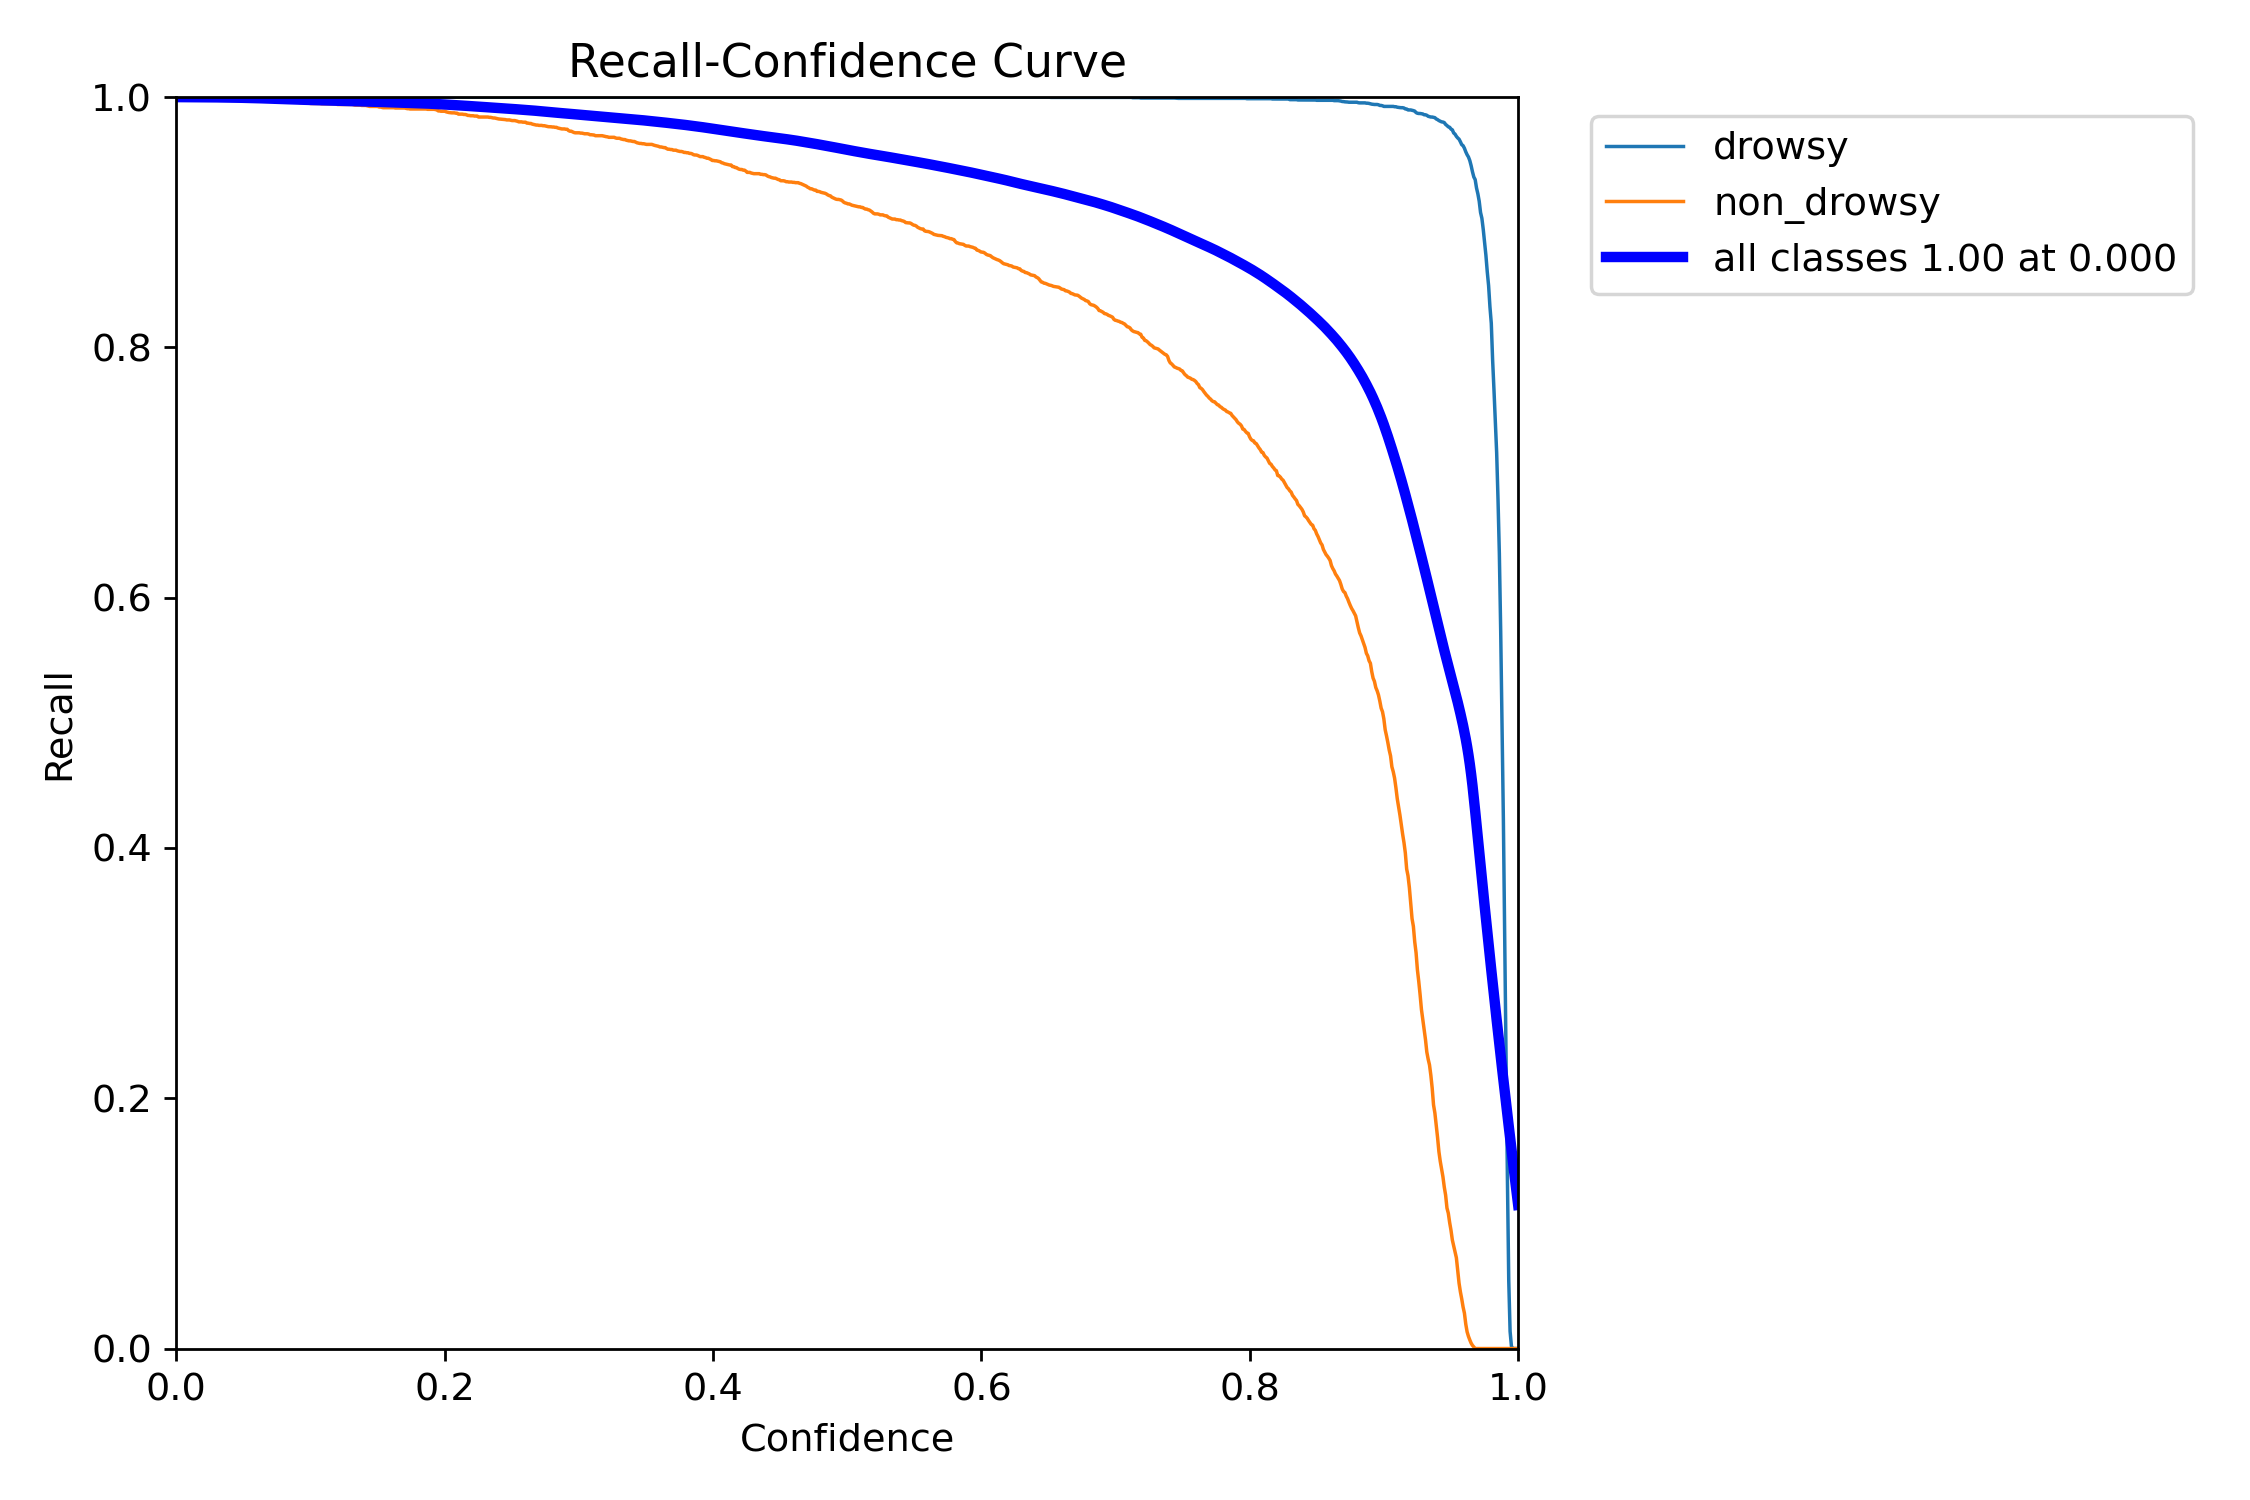 Recall-Confidence Curve
1.0
0.8
0.6
0.4
0.2
0.0
Recall
0.0 0.2 0.4 0.6 0.8 1.0
Confidence
drowsy
non_drowsy
all classes 1.00 at 0.000